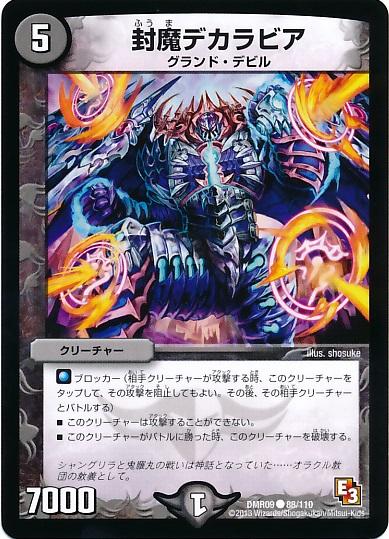 5
ふうま
封魔デカラビア
グランド・デビル
illus. shosuke
クリーチャー
ブロッカー(相手クリーチャーが攻撃する時、このクリーチャーを
タップして、その攻撃を阻止してもよい。その後、その相手クリーチャー
とバトルする)
■このクリーチャーは攻撃することができない。
■このクリーチャーがバトルに勝った時、このクリーチャーを破壊する。
シャングリラと鬼羅丸の戦いは神話となっていった……オラクル教
団の教義として。
7000
1
DMR09 88/110
©2013 Wizards/Shogakukan/Mitsui-Kids
E3